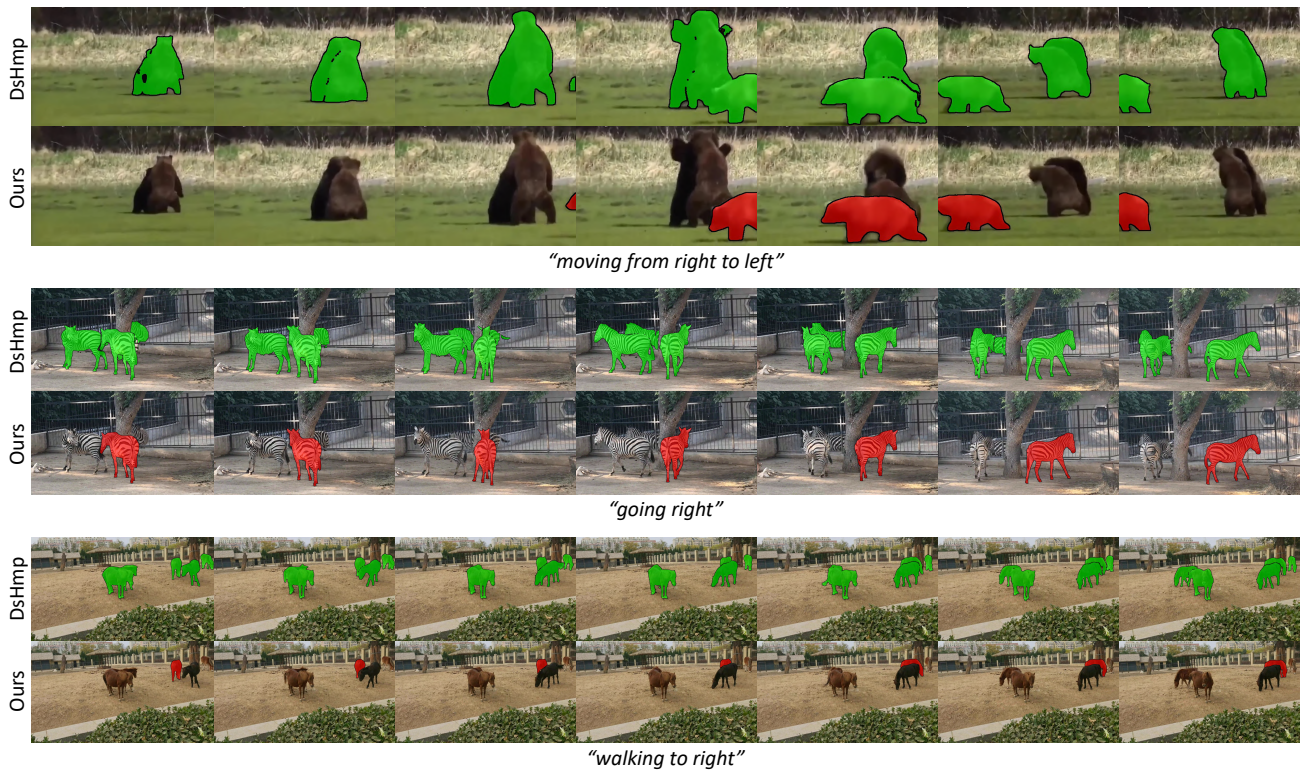 DsHmp
Ours
“moving from right to left”
DsHmp
Ours
“going right”
DsHmp
Ours
“walking to right”